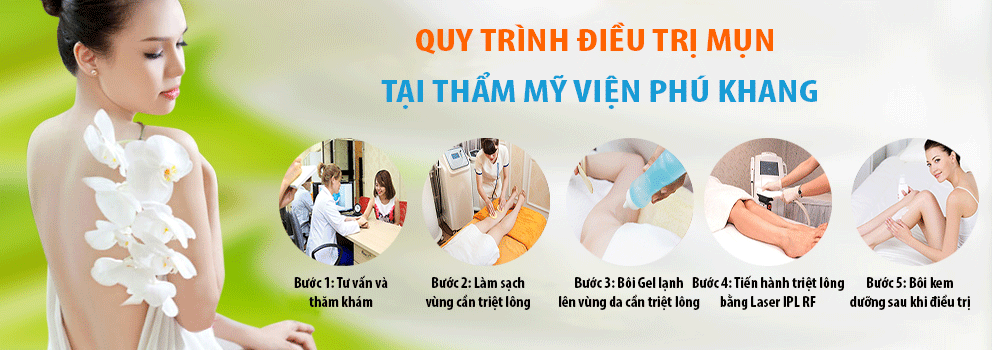 QUY TRÌNH ĐIỀU TRỊ MỤN
TẠI THẨM MỸ VIỆN PHÚ KHANG
Bước 1: Tư vấn và
thăm khám
Bước 2: Làm sạch
vùng cần triệt lông
Bước 3: Bôi Gel lạnh
lên vùng da cần triệt lông
Bước 4: Tiến hành triệt lông
bằng Laser IPL RF
Bước 5: Bôi kem
dưỡng sau khi điều trị